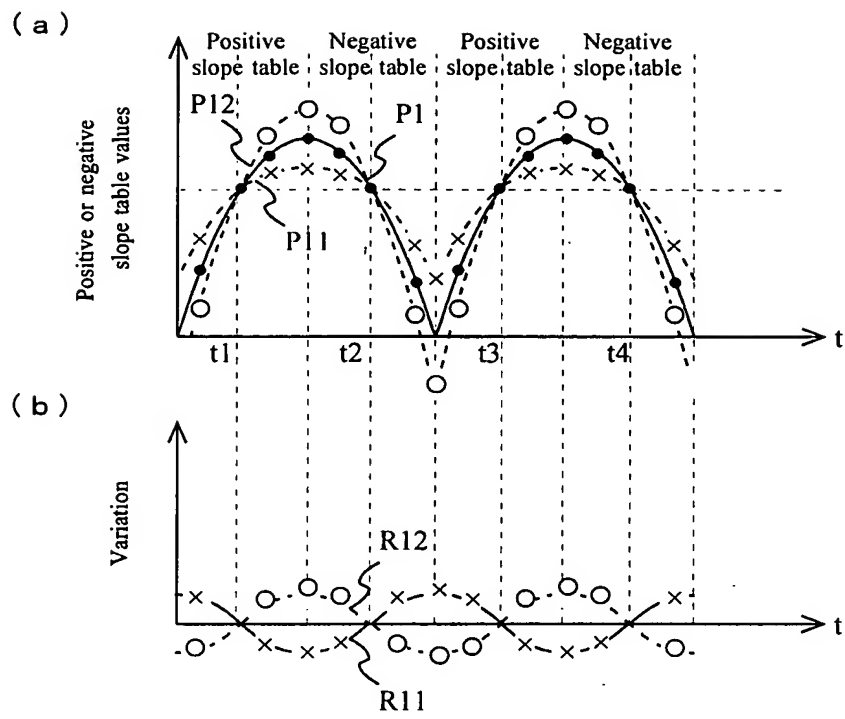 (a)
Positive
slope table
Negative
slope table
Positive
slope table
Negative
slope table
P12
P1
P11
Positive or negative
slope table values
t1
t2
t3
t4
t
(b)
Variation
R12
R11
t